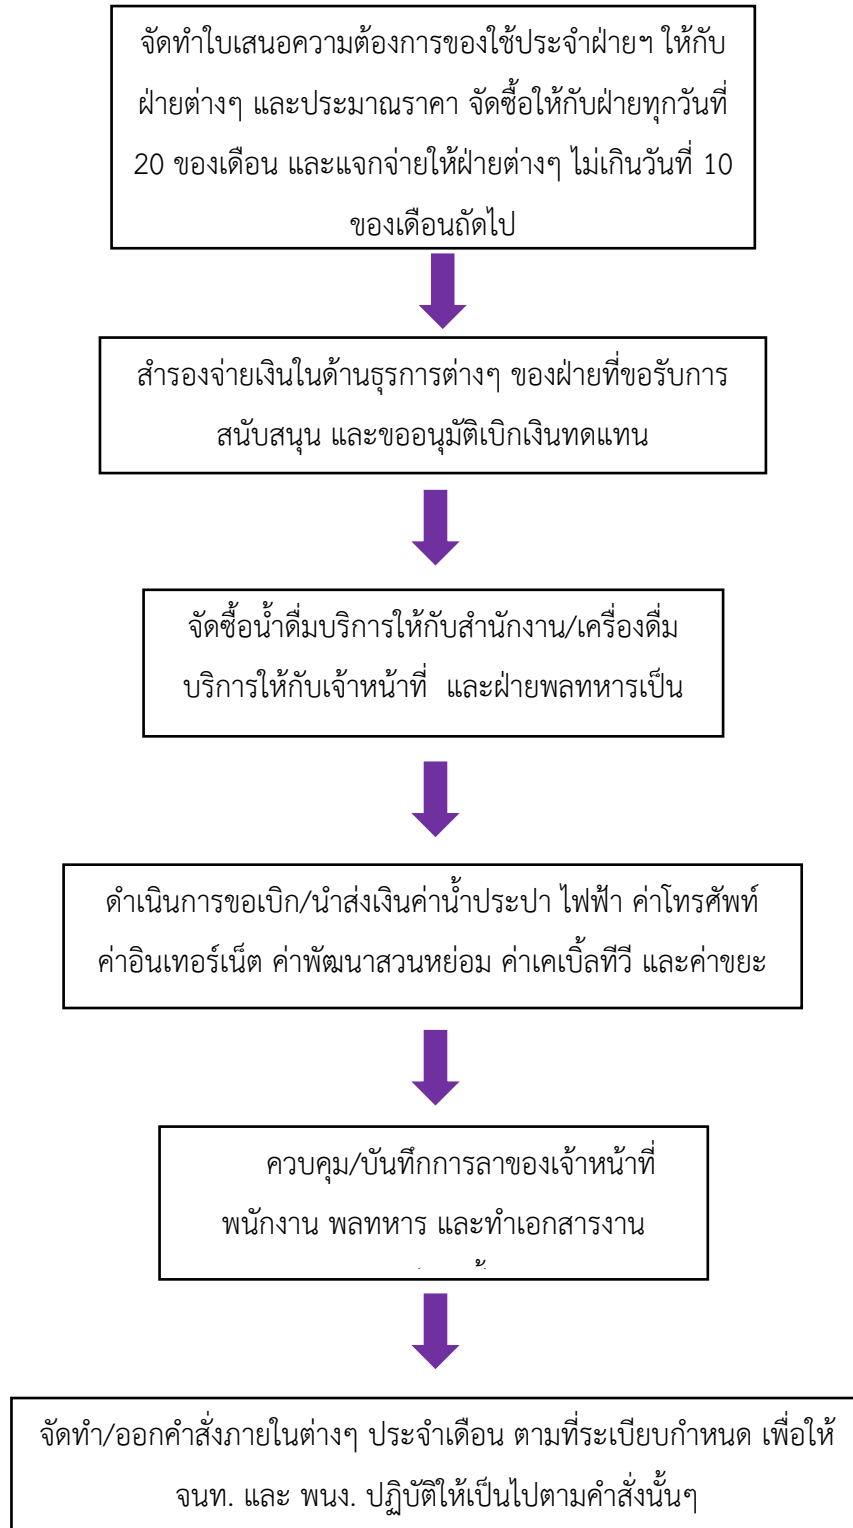 จัดทำใบเสนอความต้องการของใช้ประจำฝ่ายฯ ให้กับ
ฝ่ายต่างๆ และประมาณราคา จัดซื้อให้กับฝ่ายทุกวันที่
20 ของเดือน และแจกจ่ายให้ฝ่ายต่างๆ ไม่เกินวันที่ 10
ของเดือนถัดไป
สำรองจ่ายเงินในด้านธุรการต่างๆ ของฝ่ายที่ขอรับการ
สนับสนุน และขออนุมัติเบิกเงินทดแทน
จัดซื้อน้ำดื่มบริการให้กับสำนักงาน/เครื่องดื่ม
บริการให้กับเจ้าหน้าที่ และฝ่ายพลทหารเป็น
ดำเนินการขอเบิก/นำส่งเงินค่าน้ำประปา ไฟฟ้า ค่าโทรศัพท์
ค่าอินเทอร์เน็ต ค่าพัฒนาสวนหย่อม ค่าเคเบิ้ลทีวี และค่าขยะ
ควบคุม/บันทึกการลาของเจ้าหน้าที่
พนักงาน พลทหาร และทำเอกสารงาน
จัดทำ/ออกคำสั่งภายในต่างๆ ประจำเดือน ตามที่ระเบียบกำหนด เพื่อให้
จนท. และ พนง. ปฏิบัติให้เป็นไปตามคำสั่งนั้นๆ